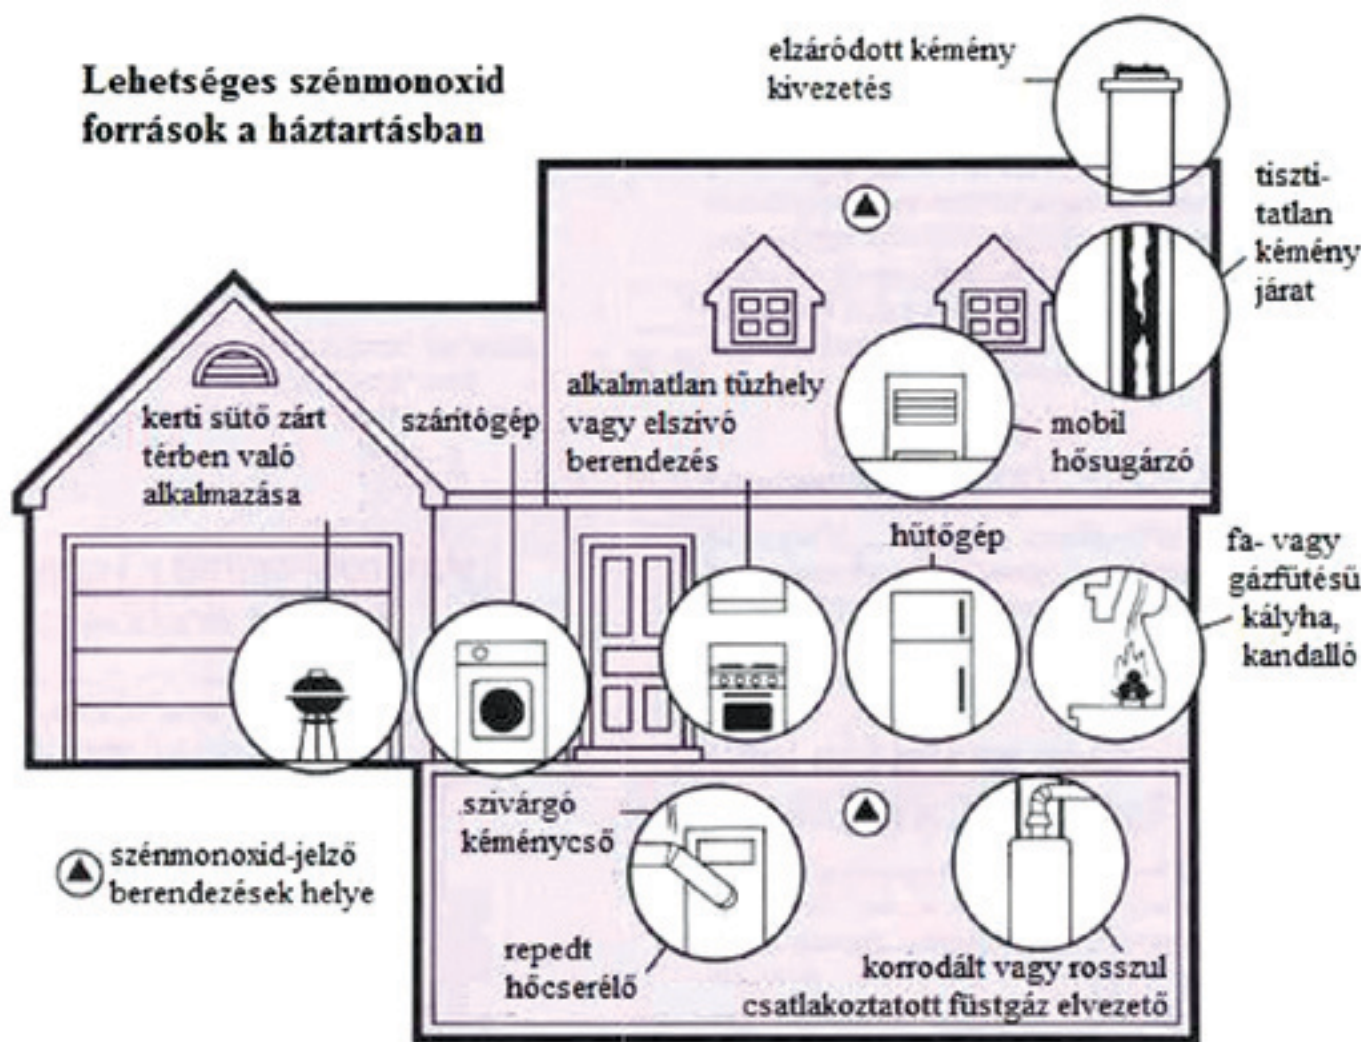 Lehetséges szénmonoxid
források a háztartásban
elzáródott kémény
kivezetés
tiszti-
tatlan
kémény
járat
kerti sütő zárt
térben való
alkalmazása
szárítógép
alkalmatlan tűzhely
vagy elszívó
berendezés
mobil
hősugárzó
hűtőgép
fa- vagy
gázfűtésű
kályha,
kandalló
szivárgó
kéménycső
szénmonoxid-jelző
berendezések helye
repedt
hőcserélő
korrodált vagy rosszul
csatlakoztatott füstgáz elvezető